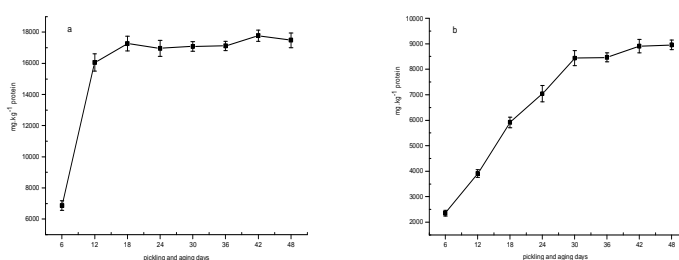 a
18000
16000
14000
12000
10000
8000
6000
mg.kg⁻¹ protein
6 12 18 24 30 36 42 48
pickling and aging days
b
10000
9000
8000
7000
6000
5000
4000
3000
2000
mg.kg⁻¹ protein
6 12 18 24 30 36 42 48
pickling and aging days